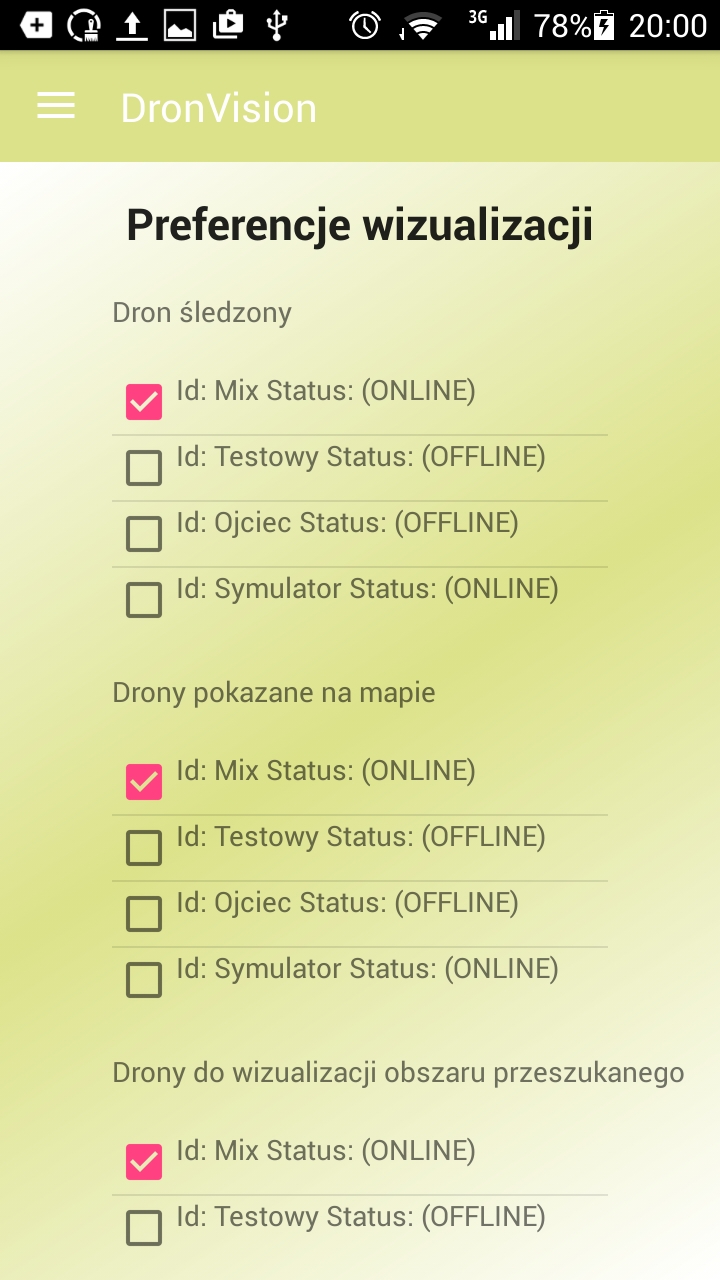 3G 78% 20:00
DronVision
Preferencje wizualizacji
Dron śledzony
Id: Mix Status: (ONLINE)
Id: Testowy Status: (OFFLINE)
Id: Ojciec Status: (OFFLINE)
Id: Symulator Status: (ONLINE)
Drony pokazane na mapie
Id: Mix Status: (ONLINE)
Id: Testowy Status: (OFFLINE)
Id: Ojciec Status: (OFFLINE)
Id: Symulator Status: (ONLINE)
Drony do wizualizacji obszaru przeszukanego
Id: Mix Status: (ONLINE)
Id: Testowy Status: (OFFLINE)